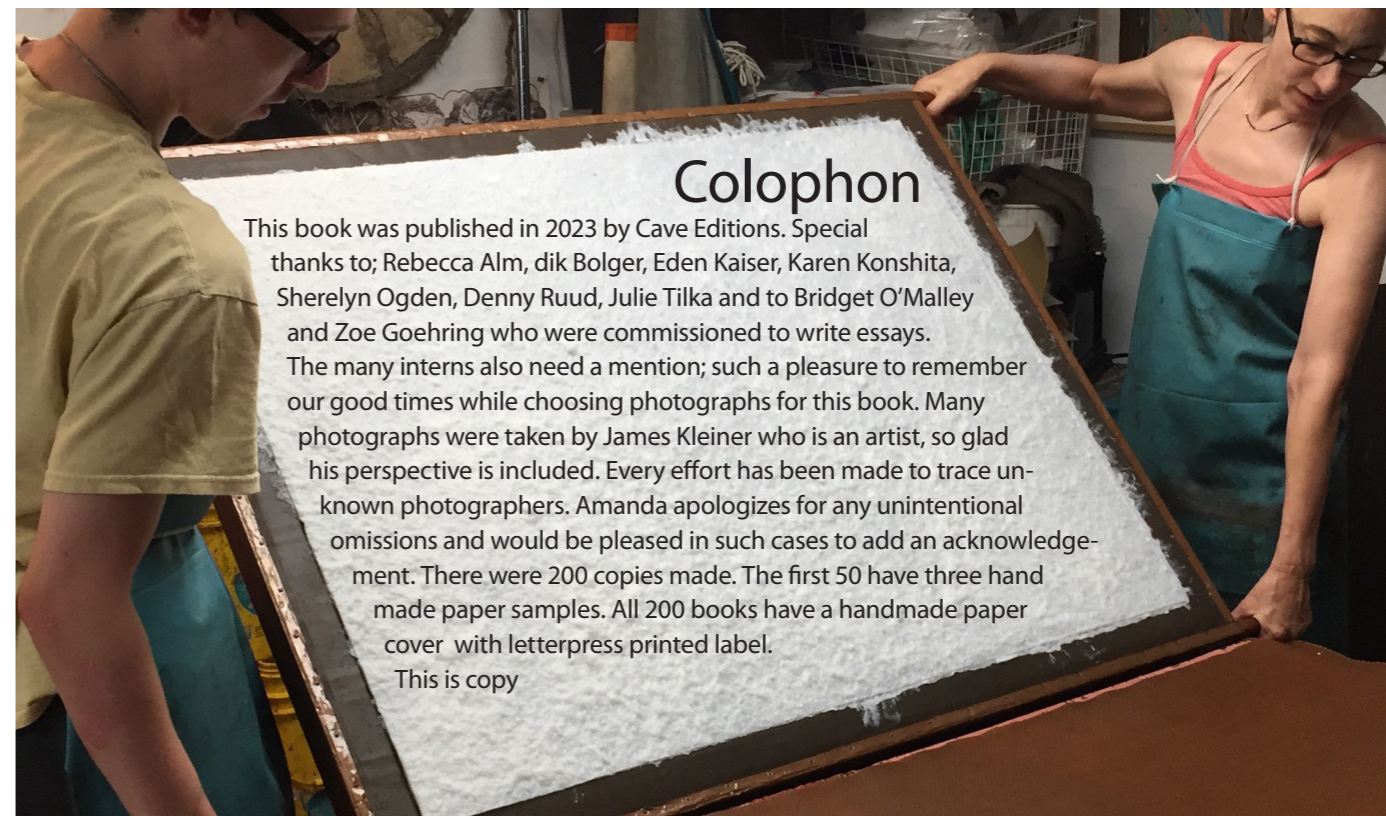 Colophon
This book was published in 2023 by Cave Editions. Special
thanks to; Rebecca Alm, dik Bolger, Eden Kaiser, Karen Konshita,
Sherelyn Ogden, Denny Ruud, Julie Tilka and to Bridget O’Malley
and Zoe Goehring who were commissioned to write essays.
The many interns also need a mention; such a pleasure to remember
our good times while choosing photographs for this book. Many
photographs were taken by James Kleiner who is an artist, so glad
his perspective is included. Every effort has been made to trace un-
known photographers. Amanda apologizes for any unintentional
omissions and would be pleased in such cases to add an acknowledge-
ment. There were 200 copies made. The first 50 have three hand
made paper samples. All 200 books have a handmade paper
cover  with letterpress printed label.
This is copy